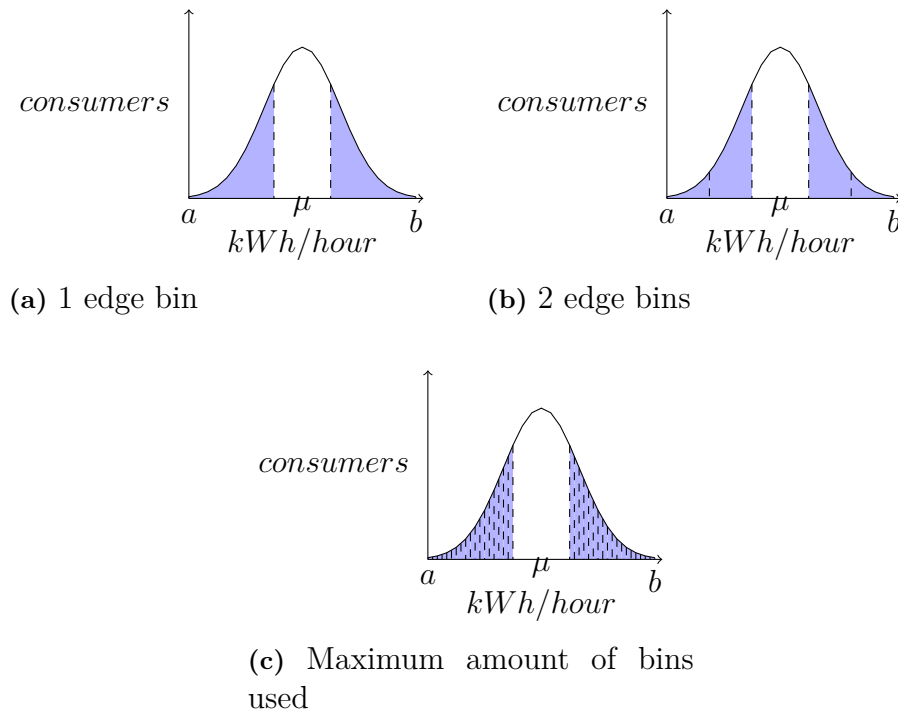 consumers
a
μ
b
kWh/hour
(a) 1 edge bin
consumers
a
μ
b
kWh/hour
(b) 2 edge bins
consumers
a
μ
b
kWh/hour
(c) Maximum amount of bins
used